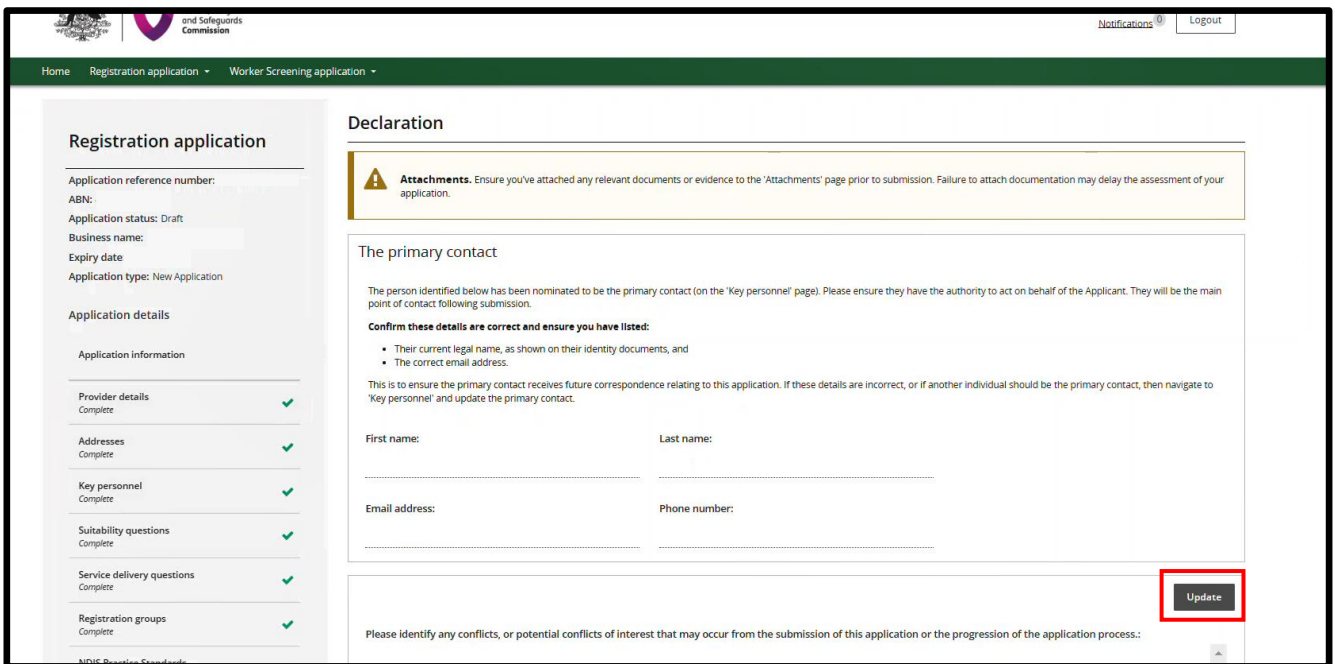 and Safeguards
Commission
Notifications 0
Logout
Home Registration application Worker Screening application
Registration application
Application reference number:
ABN:
Application status: Draft
Business name:
Expiry date
Application type: New Application
Application details
Application information
Provider details
Complete
Addresses
Complete
Key personnel
Complete
Suitability questions
Complete
Service delivery questions
Complete
Registration groups
Complete
NDIS Practice Standards
Declaration
Attachments. Ensure you've attached any relevant documents or evidence to the 'Attachments' page prior to submission. Failure to attach documentation may delay the assessment of your
application.
The primary contact
The person identified below has been nominated to be the primary contact (on the 'Key personnel' page). Please ensure they have the authority to act on behalf of the Applicant. They will be the main
point of contact following submission.
Confirm these details are correct and ensure you have listed:
• Their current legal name, as shown on their identity documents, and
• The correct email address.
This is to ensure the primary contact receives future correspondence relating to this application. If these details are incorrect, or if another individual should be the primary contact, then navigate to
'Key personnel' and update the primary contact.
First name: Last name:
Email address: Phone number:
Update
Please identify any conflicts, or potential conflicts of interest that may occur from the submission of this application or the progression of the application process.: